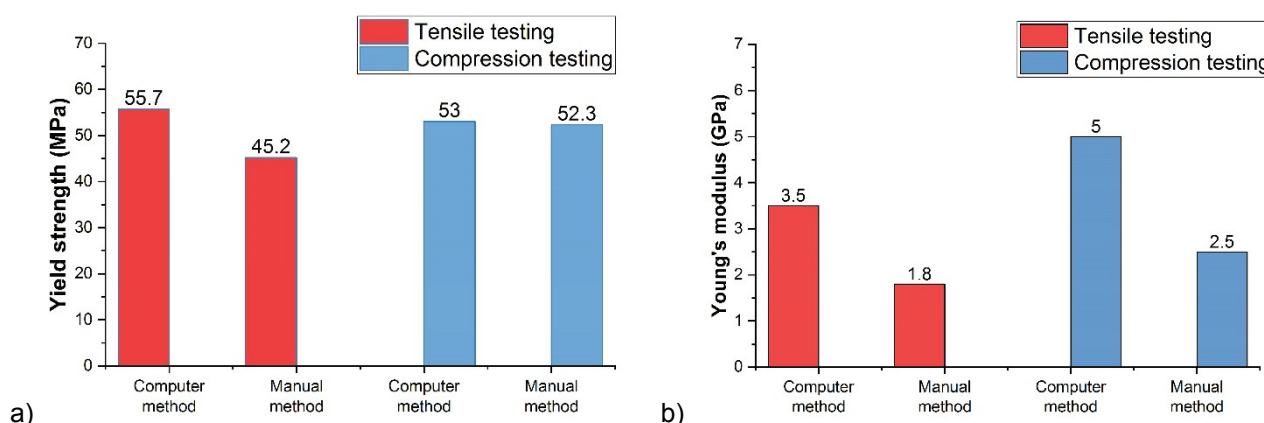 Tensile testing
Compression testing
Yield strength (MPa)
70
60
50
40
30
20
10
0
55.7
45.2
53
52.3
Computer method
Manual method
Computer method
Manual method
a)
Tensile testing
Compression testing
Young's modulus (GPa)
7
6
5
4
3
2
1
0
3.5
1.8
5
2.5
Computer method
Manual method
Computer method
Manual method
b)